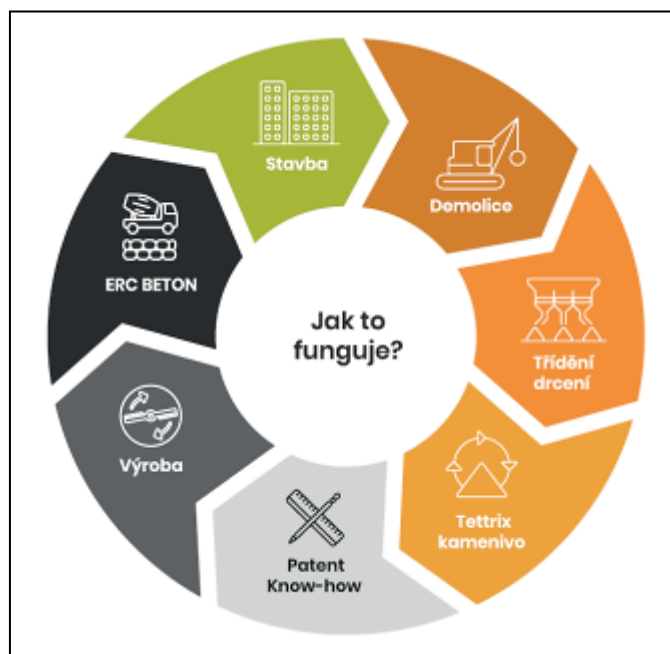 Jak to
funguje?
Stavba
Demolice
Třídění
drcení
Tettrix
kamenivo
Patent
Know-how
Výroba
ERC BETON